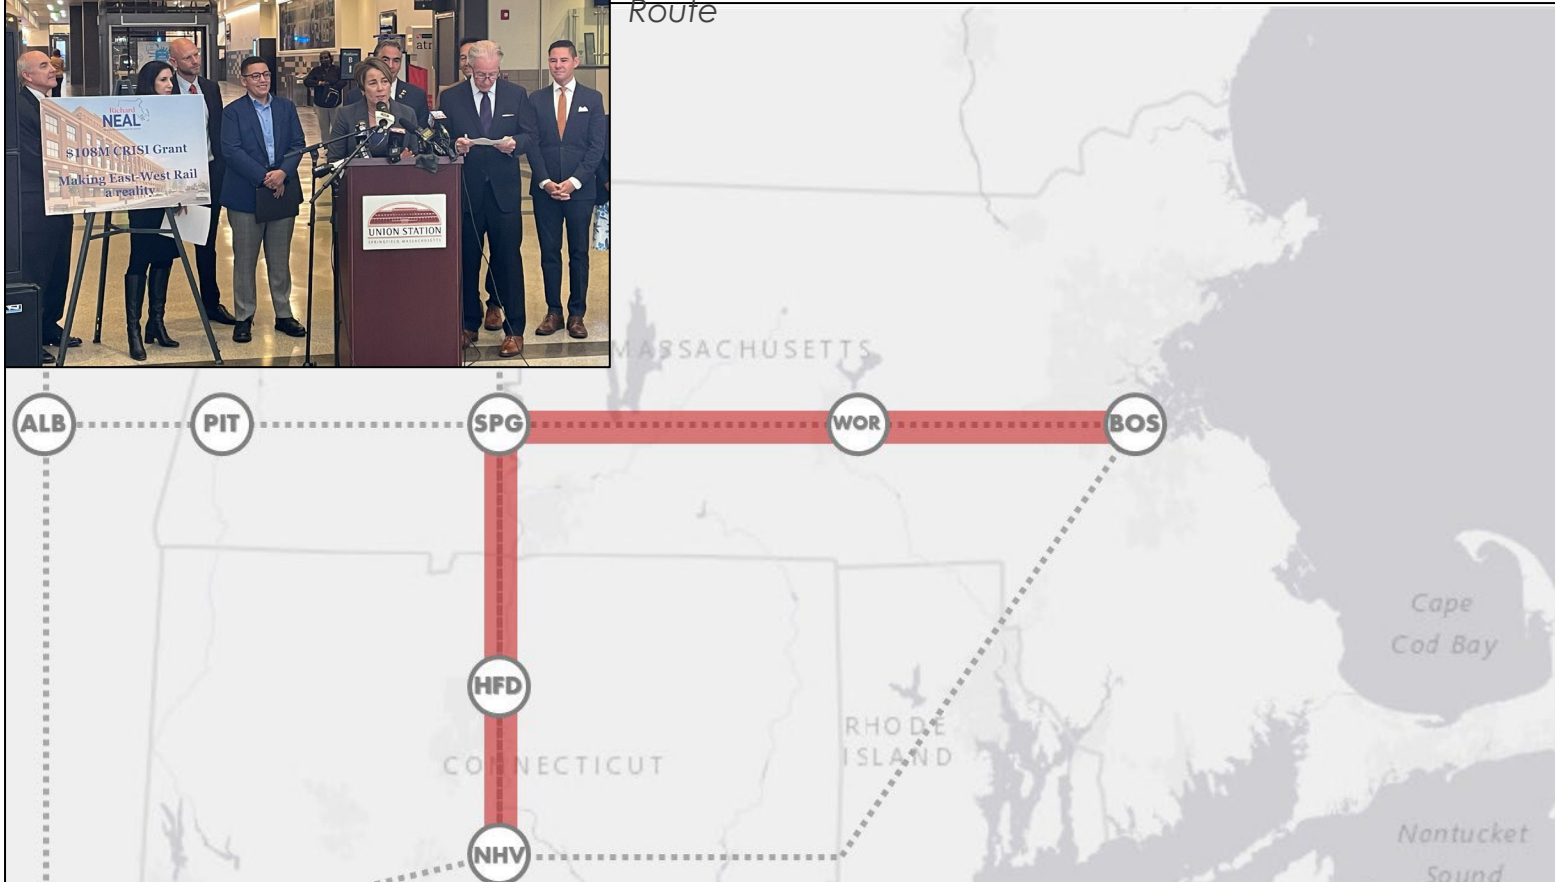 Route
atr
Richard
NEAL
$108M CRISI Grant
Making East-West Rail
a reality
UNION STATION
SPRINGFIELD MASSACHUSETTS
MASSACHUSETTS
ALB
PIT
SPG
WOR
BOS
HFD
NHV
CONNECTICUT
RHODE
ISLAND
Cape
Cod Bay
Nantucket
Sound